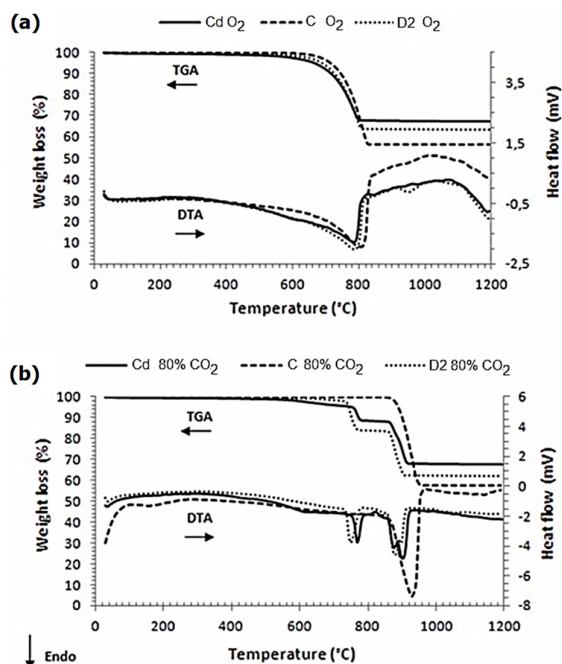 (a)
Cd O2 C O2 D2 O2
100
90
80
70
60
50
40
30
20
10
0
Weight loss (%)
TGA
DTA
3,5
1,5
-0,5
-2,5
Heat flow (mV)
0 200 400 600 800 1000 1200
Temperature (°C)
(b)
Cd 80% CO2 C 80% CO2 D2 80% CO2
100
90
80
70
60
50
40
30
20
10
0
Weight loss (%)
TGA
DTA
6
4
2
0
-2
-4
-6
-8
Heat flow (mV)
0 200 400 600 800 1000 1200
Temperature (°C)
Endo